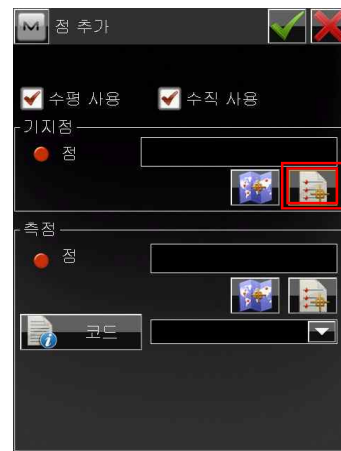 점 추가
수평 사용 수직 사용
기지점
점
측점
점
코드